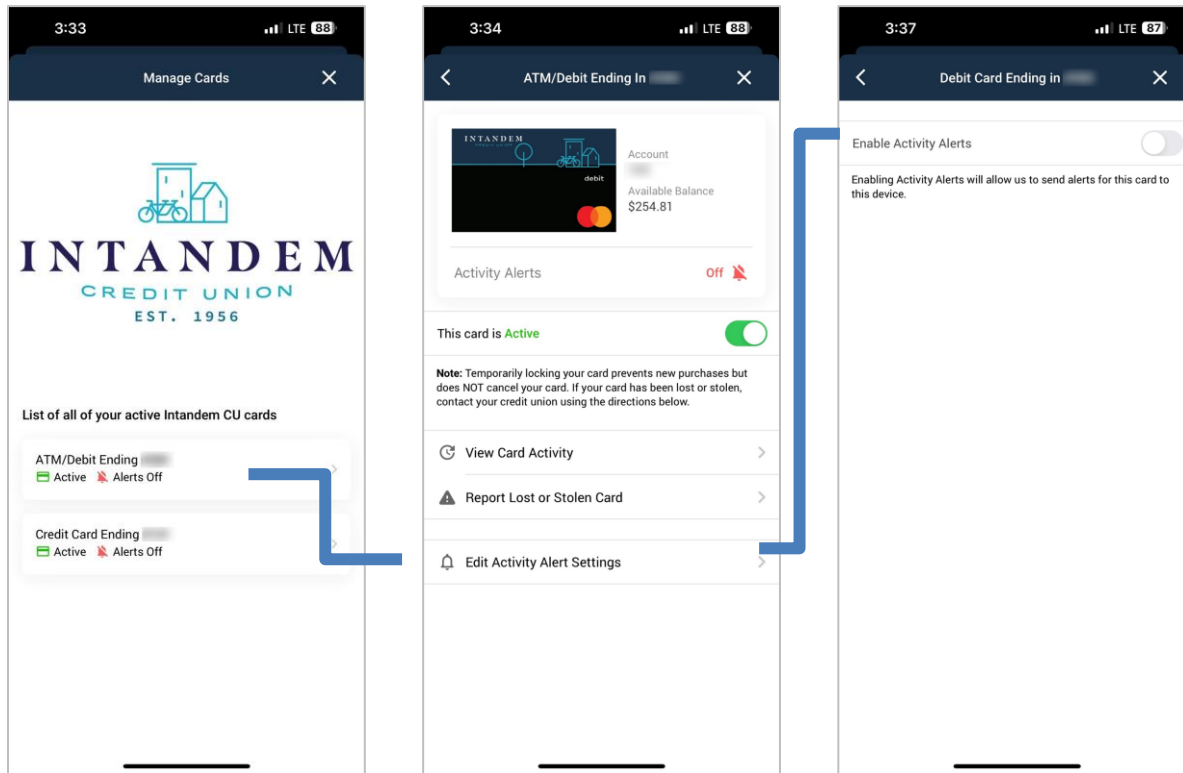 3:33
LTE 88
Manage Cards
INTANDEM
CREDIT UNION
EST. 1956
List of all of your active Intandem CU cards
ATM/Debit Ending
Active Alerts Off
Credit Card Ending
Active Alerts Off
3:34
LTE 88
ATM/Debit Ending In
INTANDEM
CREDIT UNION
debit
Account
Available Balance
$254.81
Activity Alerts
Off
This card is Active
Note: Temporarily locking your card prevents new purchases but
does NOT cancel your card. If your card has been lost or stolen,
contact your credit union using the directions below.
View Card Activity
Report Lost or Stolen Card
Edit Activity Alert Settings
3:37
LTE 87
Debit Card Ending in
Enable Activity Alerts
Enabling Activity Alerts will allow us to send alerts for this card to
this device.